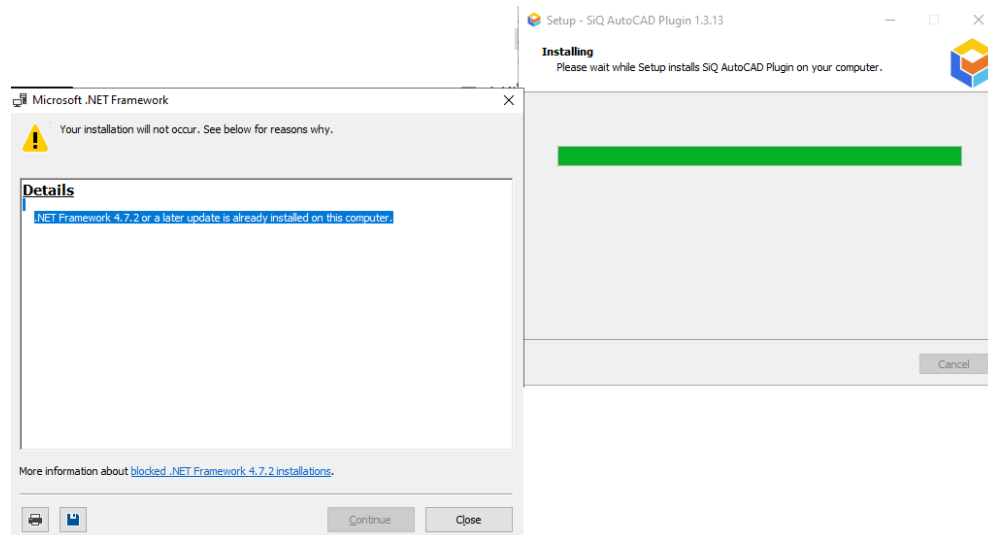 Setup - SiQ AutoCAD Plugin 1.3.13
Installing
Please wait while Setup installs SiQ AutoCAD Plugin on your computer.
Cancel
Microsoft .NET Framework
Your installation will not occur. See below for reasons why.
Details
.NET Framework 4.7.2 or a later update is already installed on this computer.
More information about blocked .NET Framework 4.7.2 installations.
Continue
Close